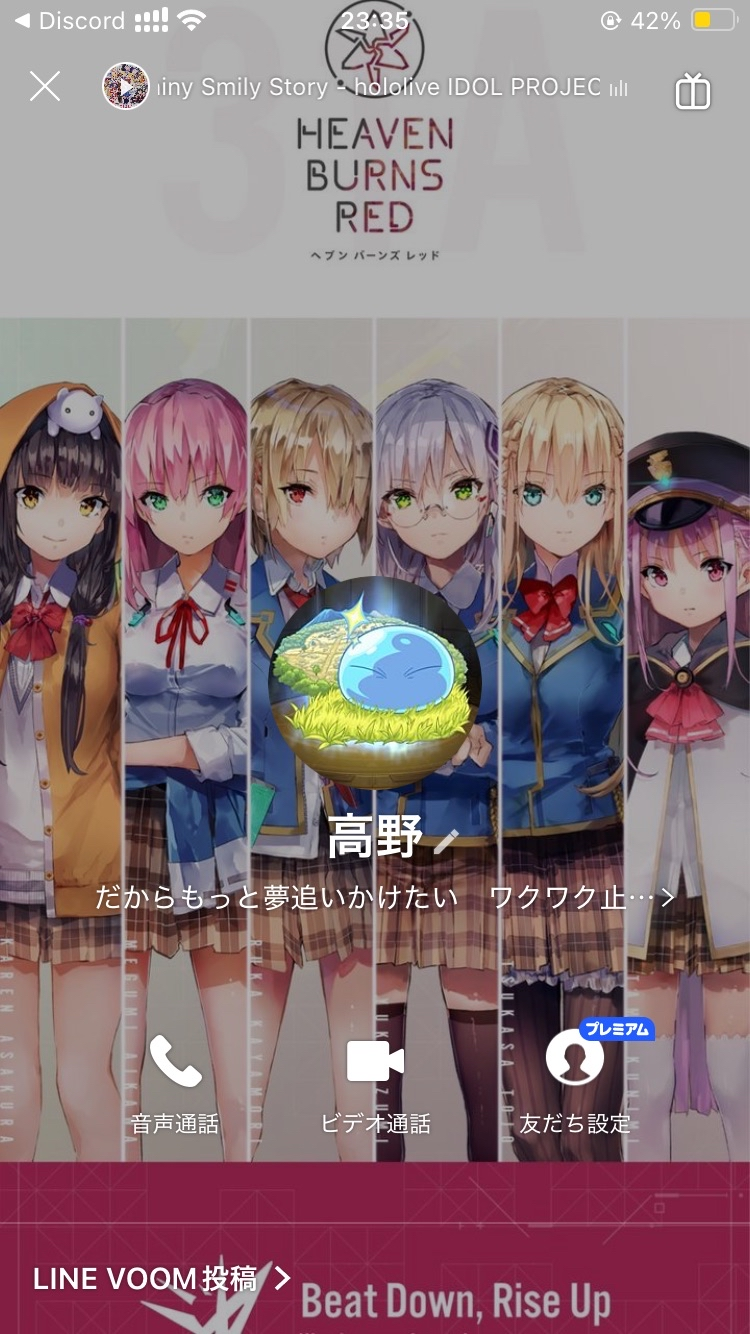 Discord
23:35
42%
iny Smily Story - hololive IDOL PROJEC
31A
HEAVEN
BURNS
RED
ヘブン バーンズ レッド
高野
だからもっと夢追いかけたい ワクワク止…
KAREN ASAKURA
MEGUMI AIKAWA
RUKA KAYAMORI
TSUKASA TOJO
プレミアム
音声通話
ビデオ通話
友だち設定
LINE VOOM投稿
Beat Down, Rise Up